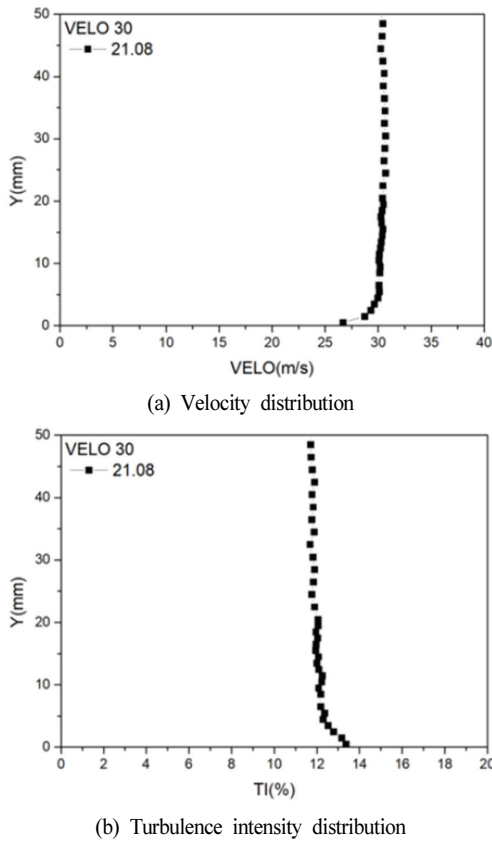 50
VELO 30
21.08
40
30
Y(mm)
20
10
0
0 5 10 15 20 25 30 35 40
VELO(m/s)
(a) Velocity distribution
50
VELO 30
21.08
40
30
Y(mm)
20
10
0
0 2 4 6 8 10 12 14 16 18 20
TI(%)
(b) Turbulence intensity distribution